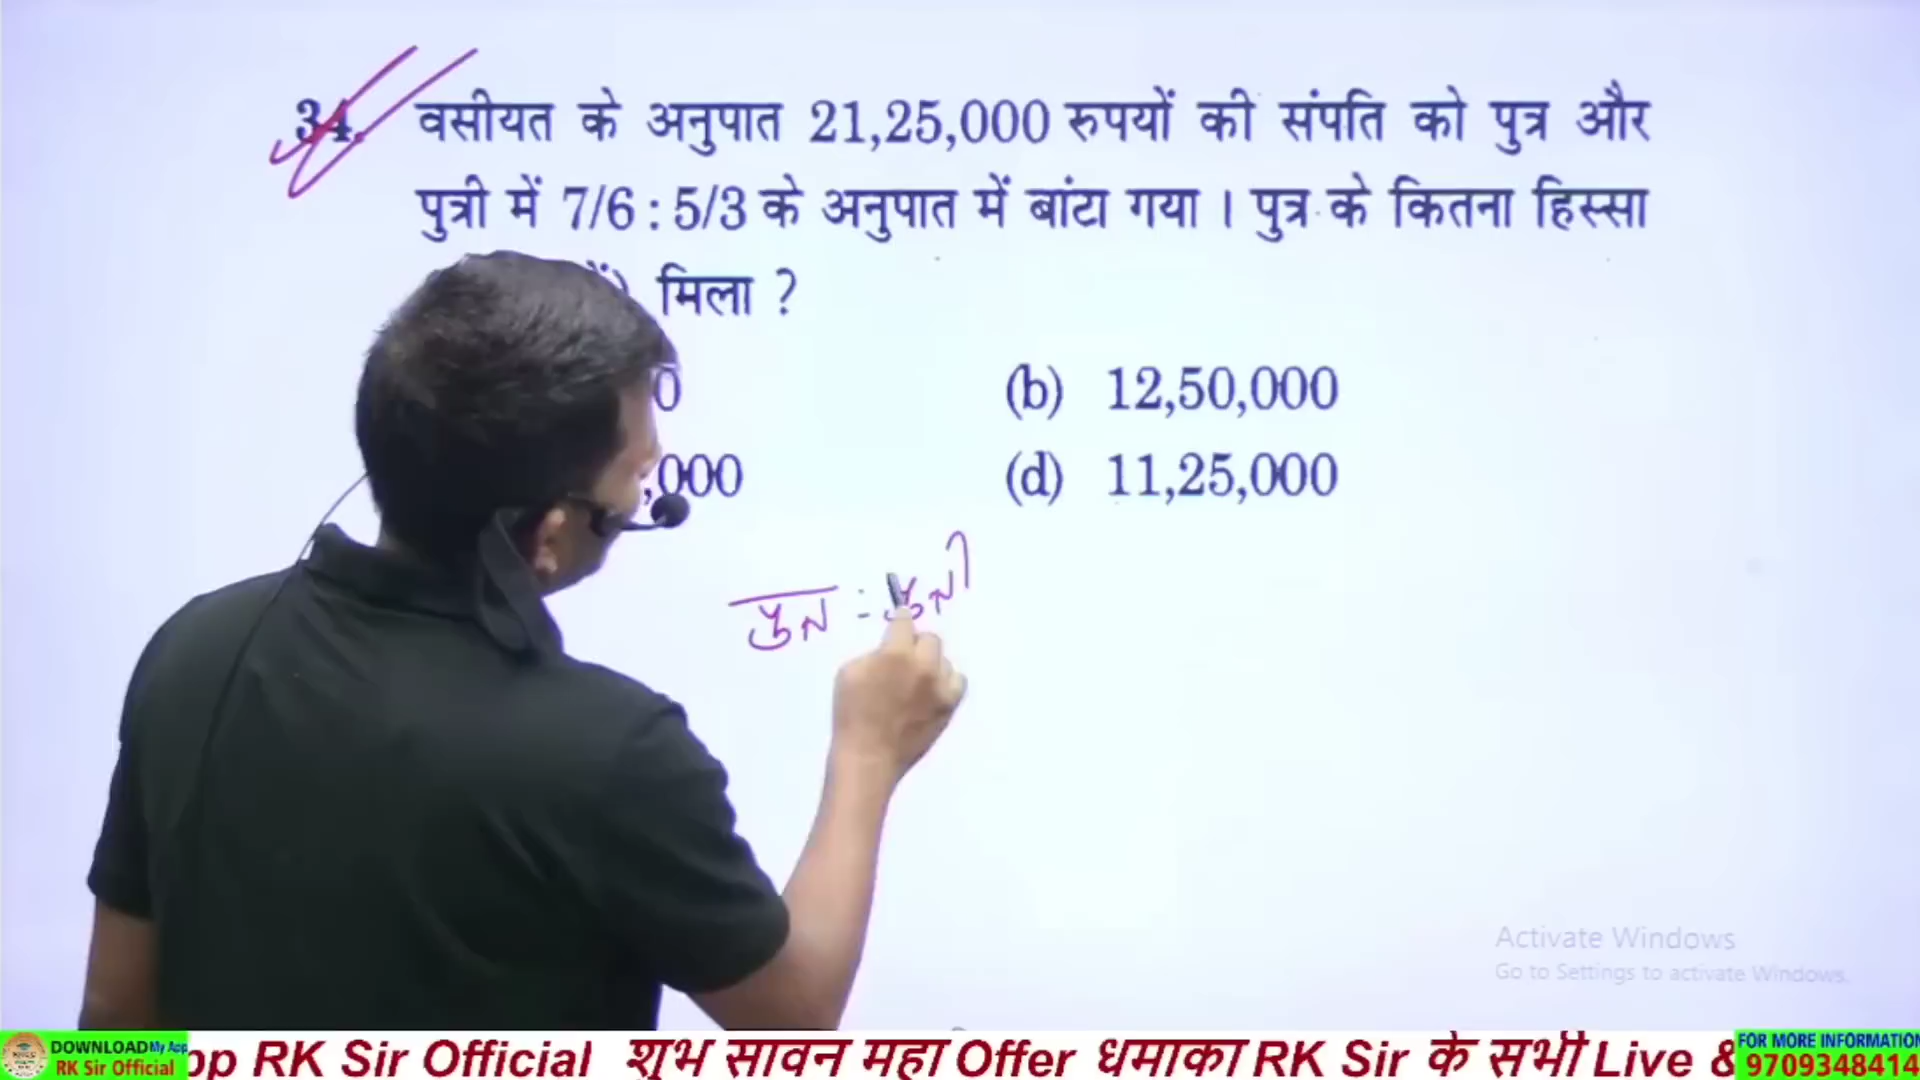 34. वसीयत के अनुपात 21,25,000 रुपयों की संपति को पुत्र और
पुत्री में 7/6 : 5/3 के अनुपात में बांटा गया । पुत्र के कितना हिस्सा
मिला ?
(b) 12,50,000
,000
(d) 11,25,000
पुत्र : पुत्री
Activate Windows
Go to Settings to activate Windows.
DOWNLOAD My App
RK Sir Official
pp RK Sir Official शुभ सावन महा Offer धमाका RK Sir के सभी Live &
FOR MORE INFORMATION
9709348414